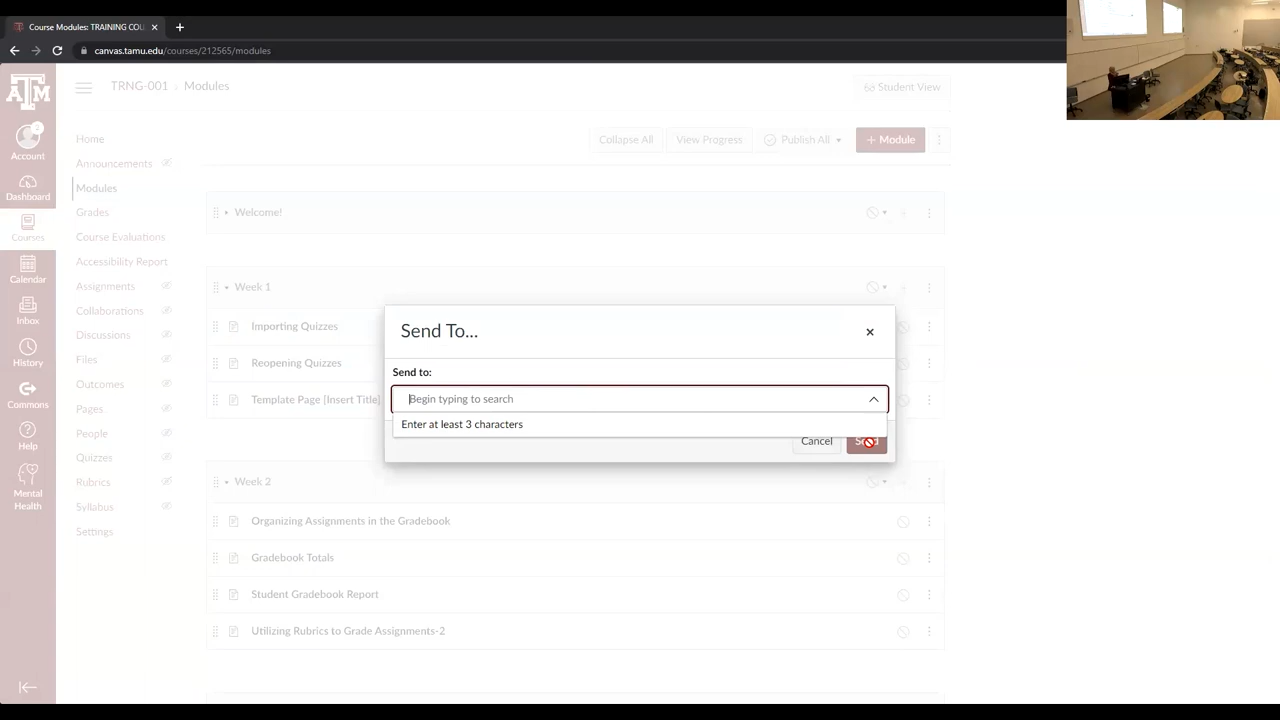 Course Modules: TRAINING COU
canvas.tamu.edu/courses/212565/modules
TRNG-001 › Modules
Student View
Account
Dashboard
Courses
Calendar
Inbox
History
Commons
Help
Mental
Health
Home
Announcements
Modules
Grades
Course Evaluations
Accessibility Report
Assignments
Collaborations
Discussions
Files
Outcomes
Pages
People
Quizzes
Rubrics
Syllabus
Settings
Collapse All
View Progress
Publish All
+ Module
Welcome!
Week 1
Importing Quizzes
Reopening Quizzes
Template Page [Insert Title]
Send To...
Send to:
Begin typing to search
Enter at least 3 characters
Cancel
Week 2
Organizing Assignments in the Gradebook
Gradebook Totals
Student Gradebook Report
Utilizing Rubrics to Grade Assignments-2